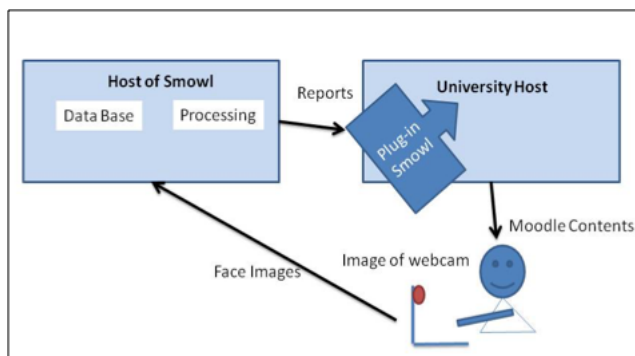 Host of Smowl
Data Base
Processing
Reports
University Host
Plug-in
Smowl
Moodle Contents
Image of webcam
Face Images